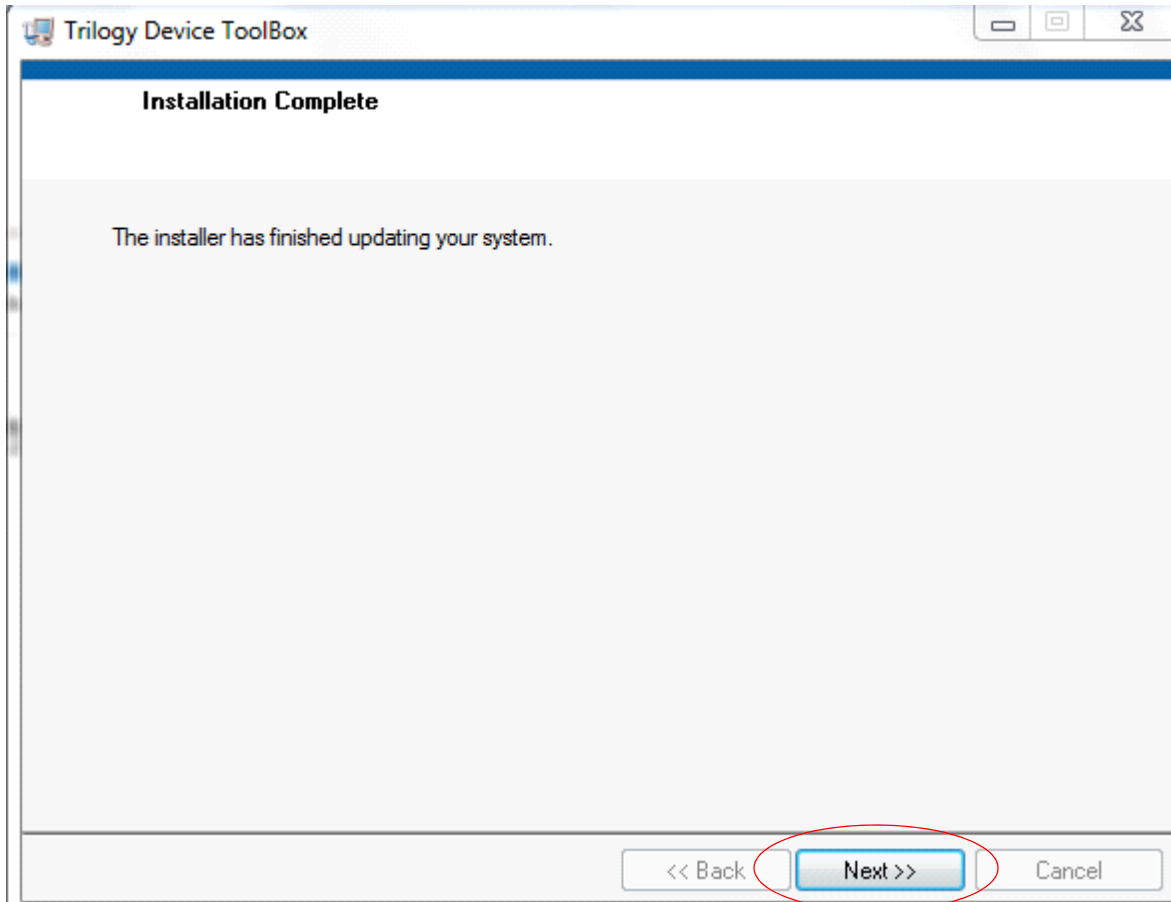 Trilogy Device ToolBox
Installation Complete
The installer has finished updating your system.
<< Back
Next >>
Cancel